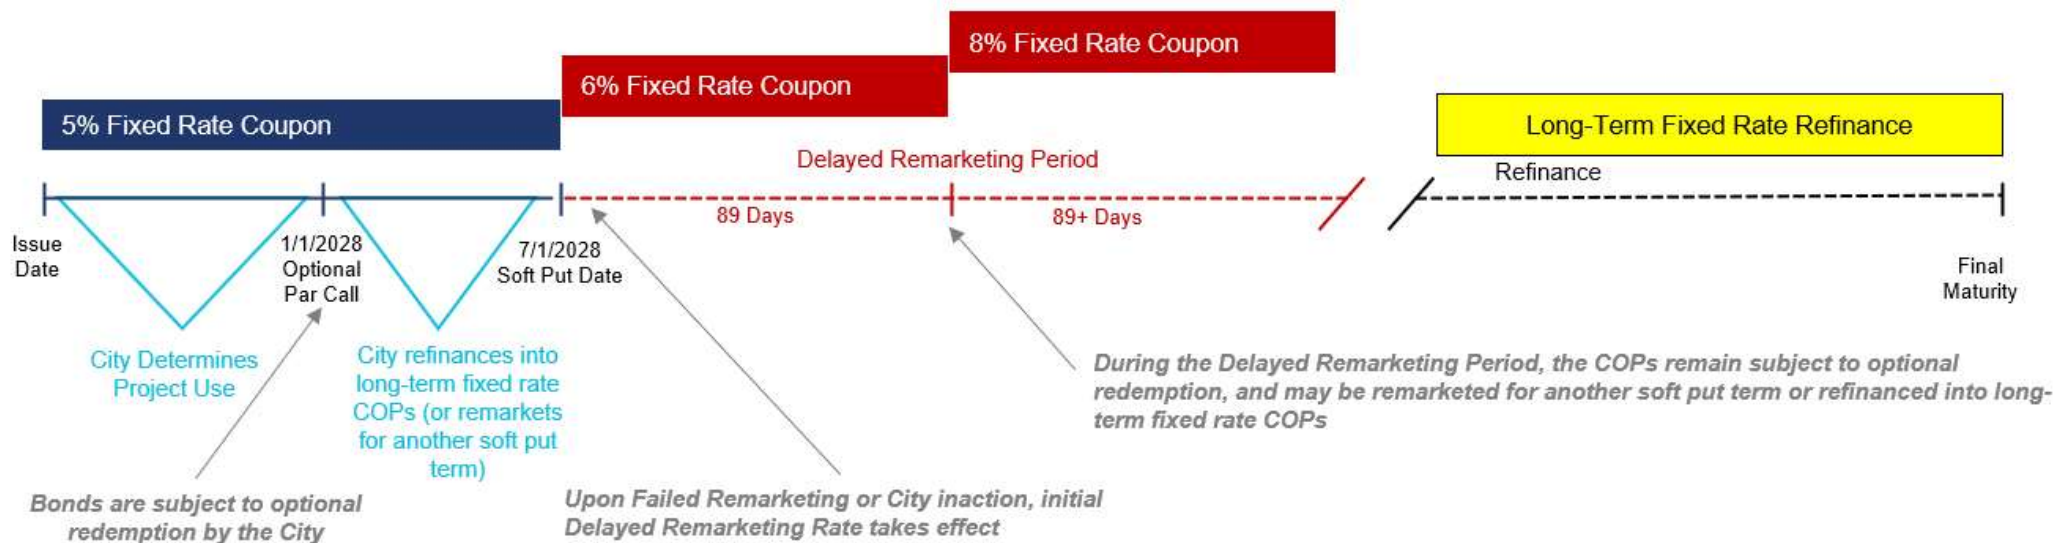 8% Fixed Rate Coupon
6% Fixed Rate Coupon
5% Fixed Rate Coupon
Long-Term Fixed Rate Refinance
Delayed Remarketing Period
Refinance
89 Days
89+ Days
Issue
Date
1/1/2028
Optional
Par Call
7/1/2028
Soft Put Date
Final
Maturity
City Determines
Project Use
City refinances into
long-term fixed rate
COPs (or remarkets
for another soft put
term)
During the Delayed Remarketing Period, the COPs remain subject to optional
redemption, and may be remarketed for another soft put term or refinanced into long-
term fixed rate COPs
Bonds are subject to optional
redemption by the City
Upon Failed Remarketing or City inaction, initial
Delayed Remarketing Rate takes effect